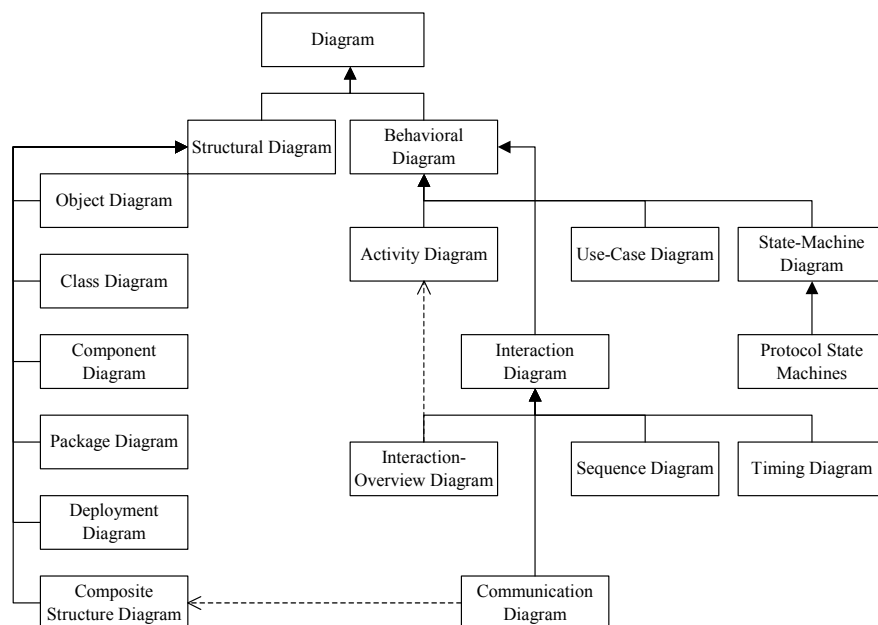 Diagram
Structural Diagram
Behavioral
Diagram
Object Diagram
Activity Diagram
Use-Case Diagram
State-Machine
Diagram
Class Diagram
Component
Diagram
Interaction
Diagram
Protocol State
Machines
Package Diagram
Interaction-
Overview Diagram
Sequence Diagram
Timing Diagram
Deployment
Diagram
Composite
Structure Diagram
Communication
Diagram